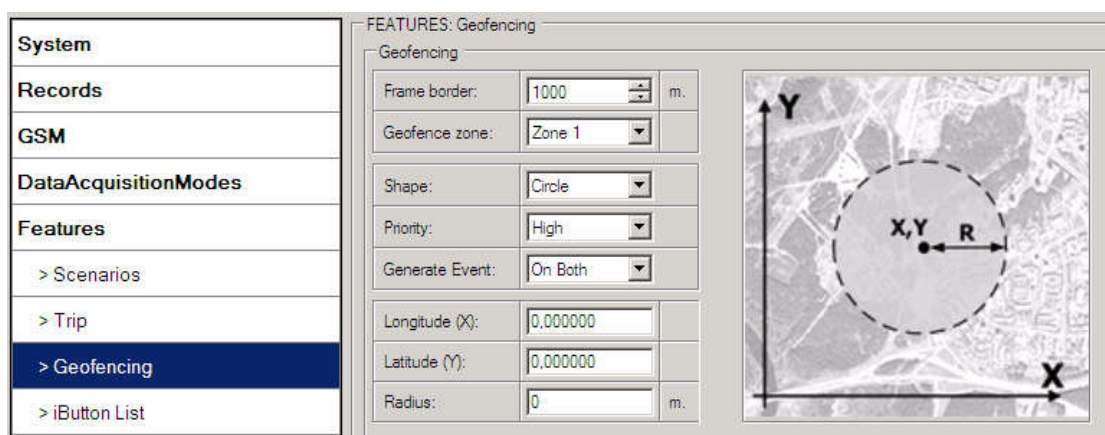 System
Records
GSM
DataAcquisitionModes
Features
> Scenarios
> Trip
> Geofencing
> iButton List
FEATURES: Geofencing
Geofencing
Frame border: 1000 m.
Geofence zone: Zone 1
Shape: Circle
Priority: High
Generate Event: On Both
Longitude (X): 0,000000
Latitude (Y): 0,000000
Radius: 0 m.
Y
X,Y R
X